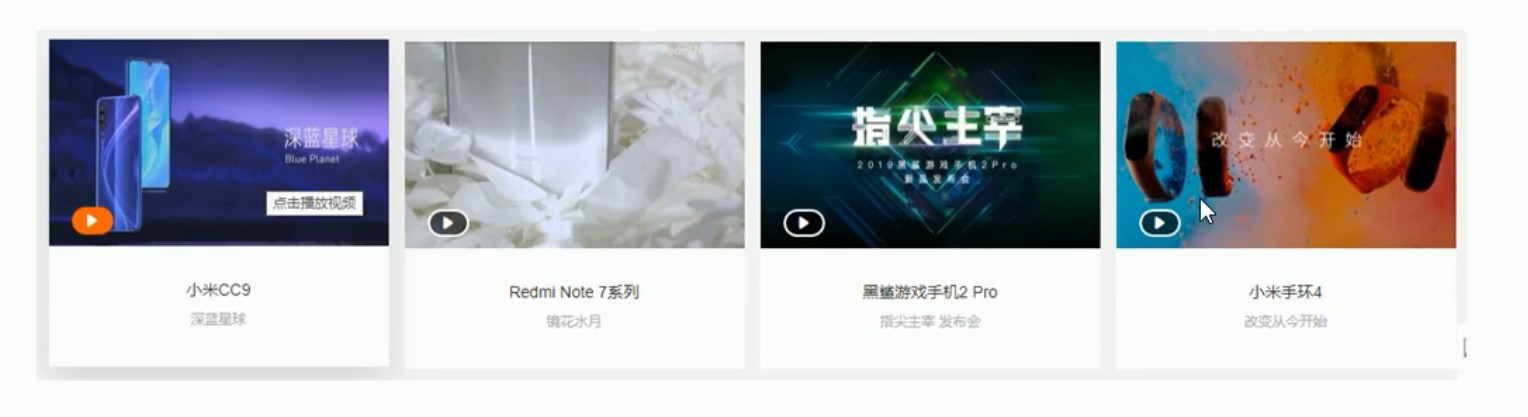 深蓝星球
Blue Planet
点击播放视频
小米CC9
深蓝星球
Redmi Note 7系列
镜花水月
指尖主宰
2019黑鲨游戏手机2Pro
新品发布会
黑鲨游戏手机2 Pro
指尖主宰 发布会
改变从今开始
小米手环4
改变从今开始